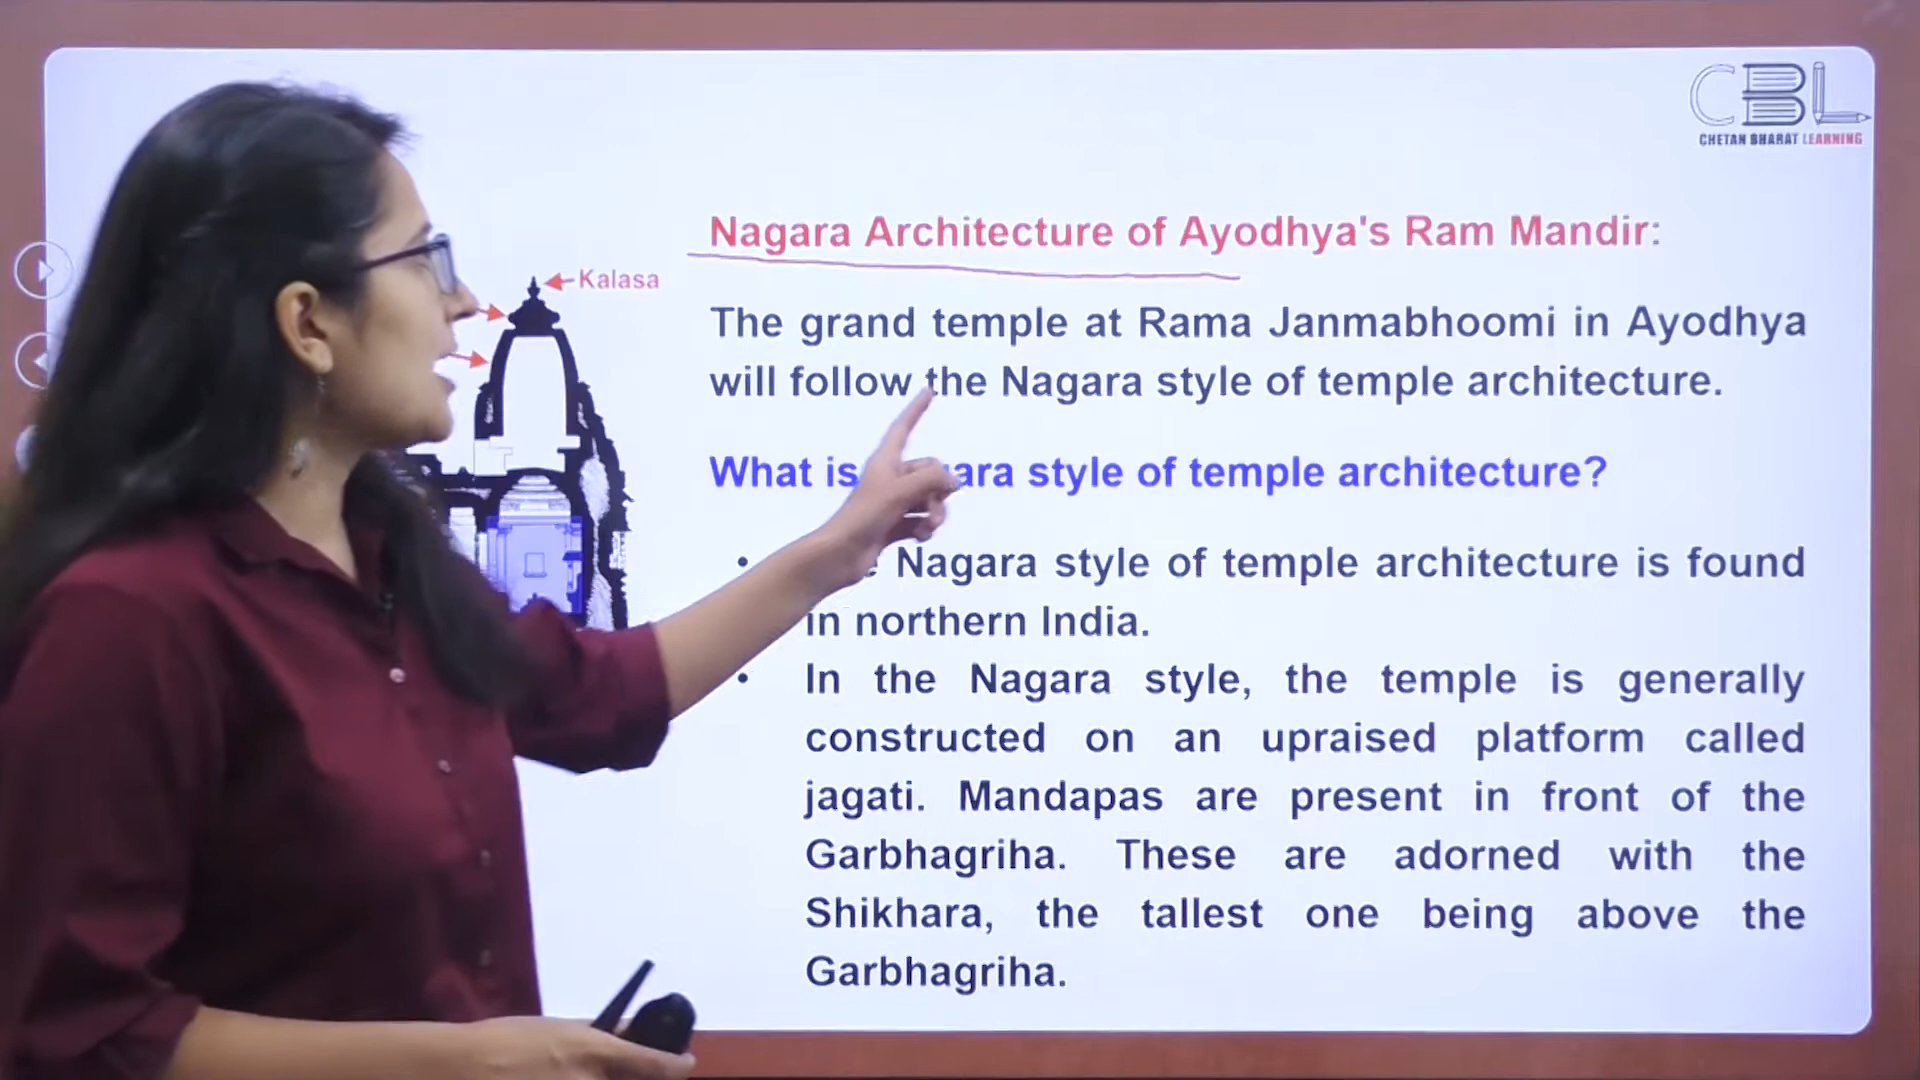 CBL
CHETAN BHARAT LEARNING
Nagara Architecture of Ayodhya's Ram Mandir:
Kalasa
The grand temple at Rama Janmabhoomi in Ayodhya
will follow the Nagara style of temple architecture.
What is style of temple architecture?
• Nagara style of temple architecture is found
in northern India.
• In the Nagara style, the temple is generally
constructed on an upraised platform called
jagati. Mandapas are present in front of the
Garbhagriha. These are adorned with the
Shikhara, the tallest one being above the
Garbhagriha.